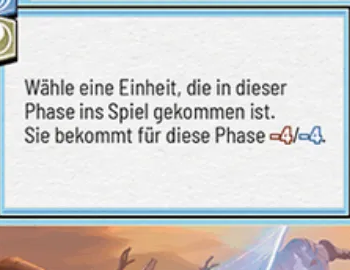 Wähle eine Einheit, die in dieser
Phase ins Spiel gekommen ist.
Sie bekommt für diese Phase -4/-4.